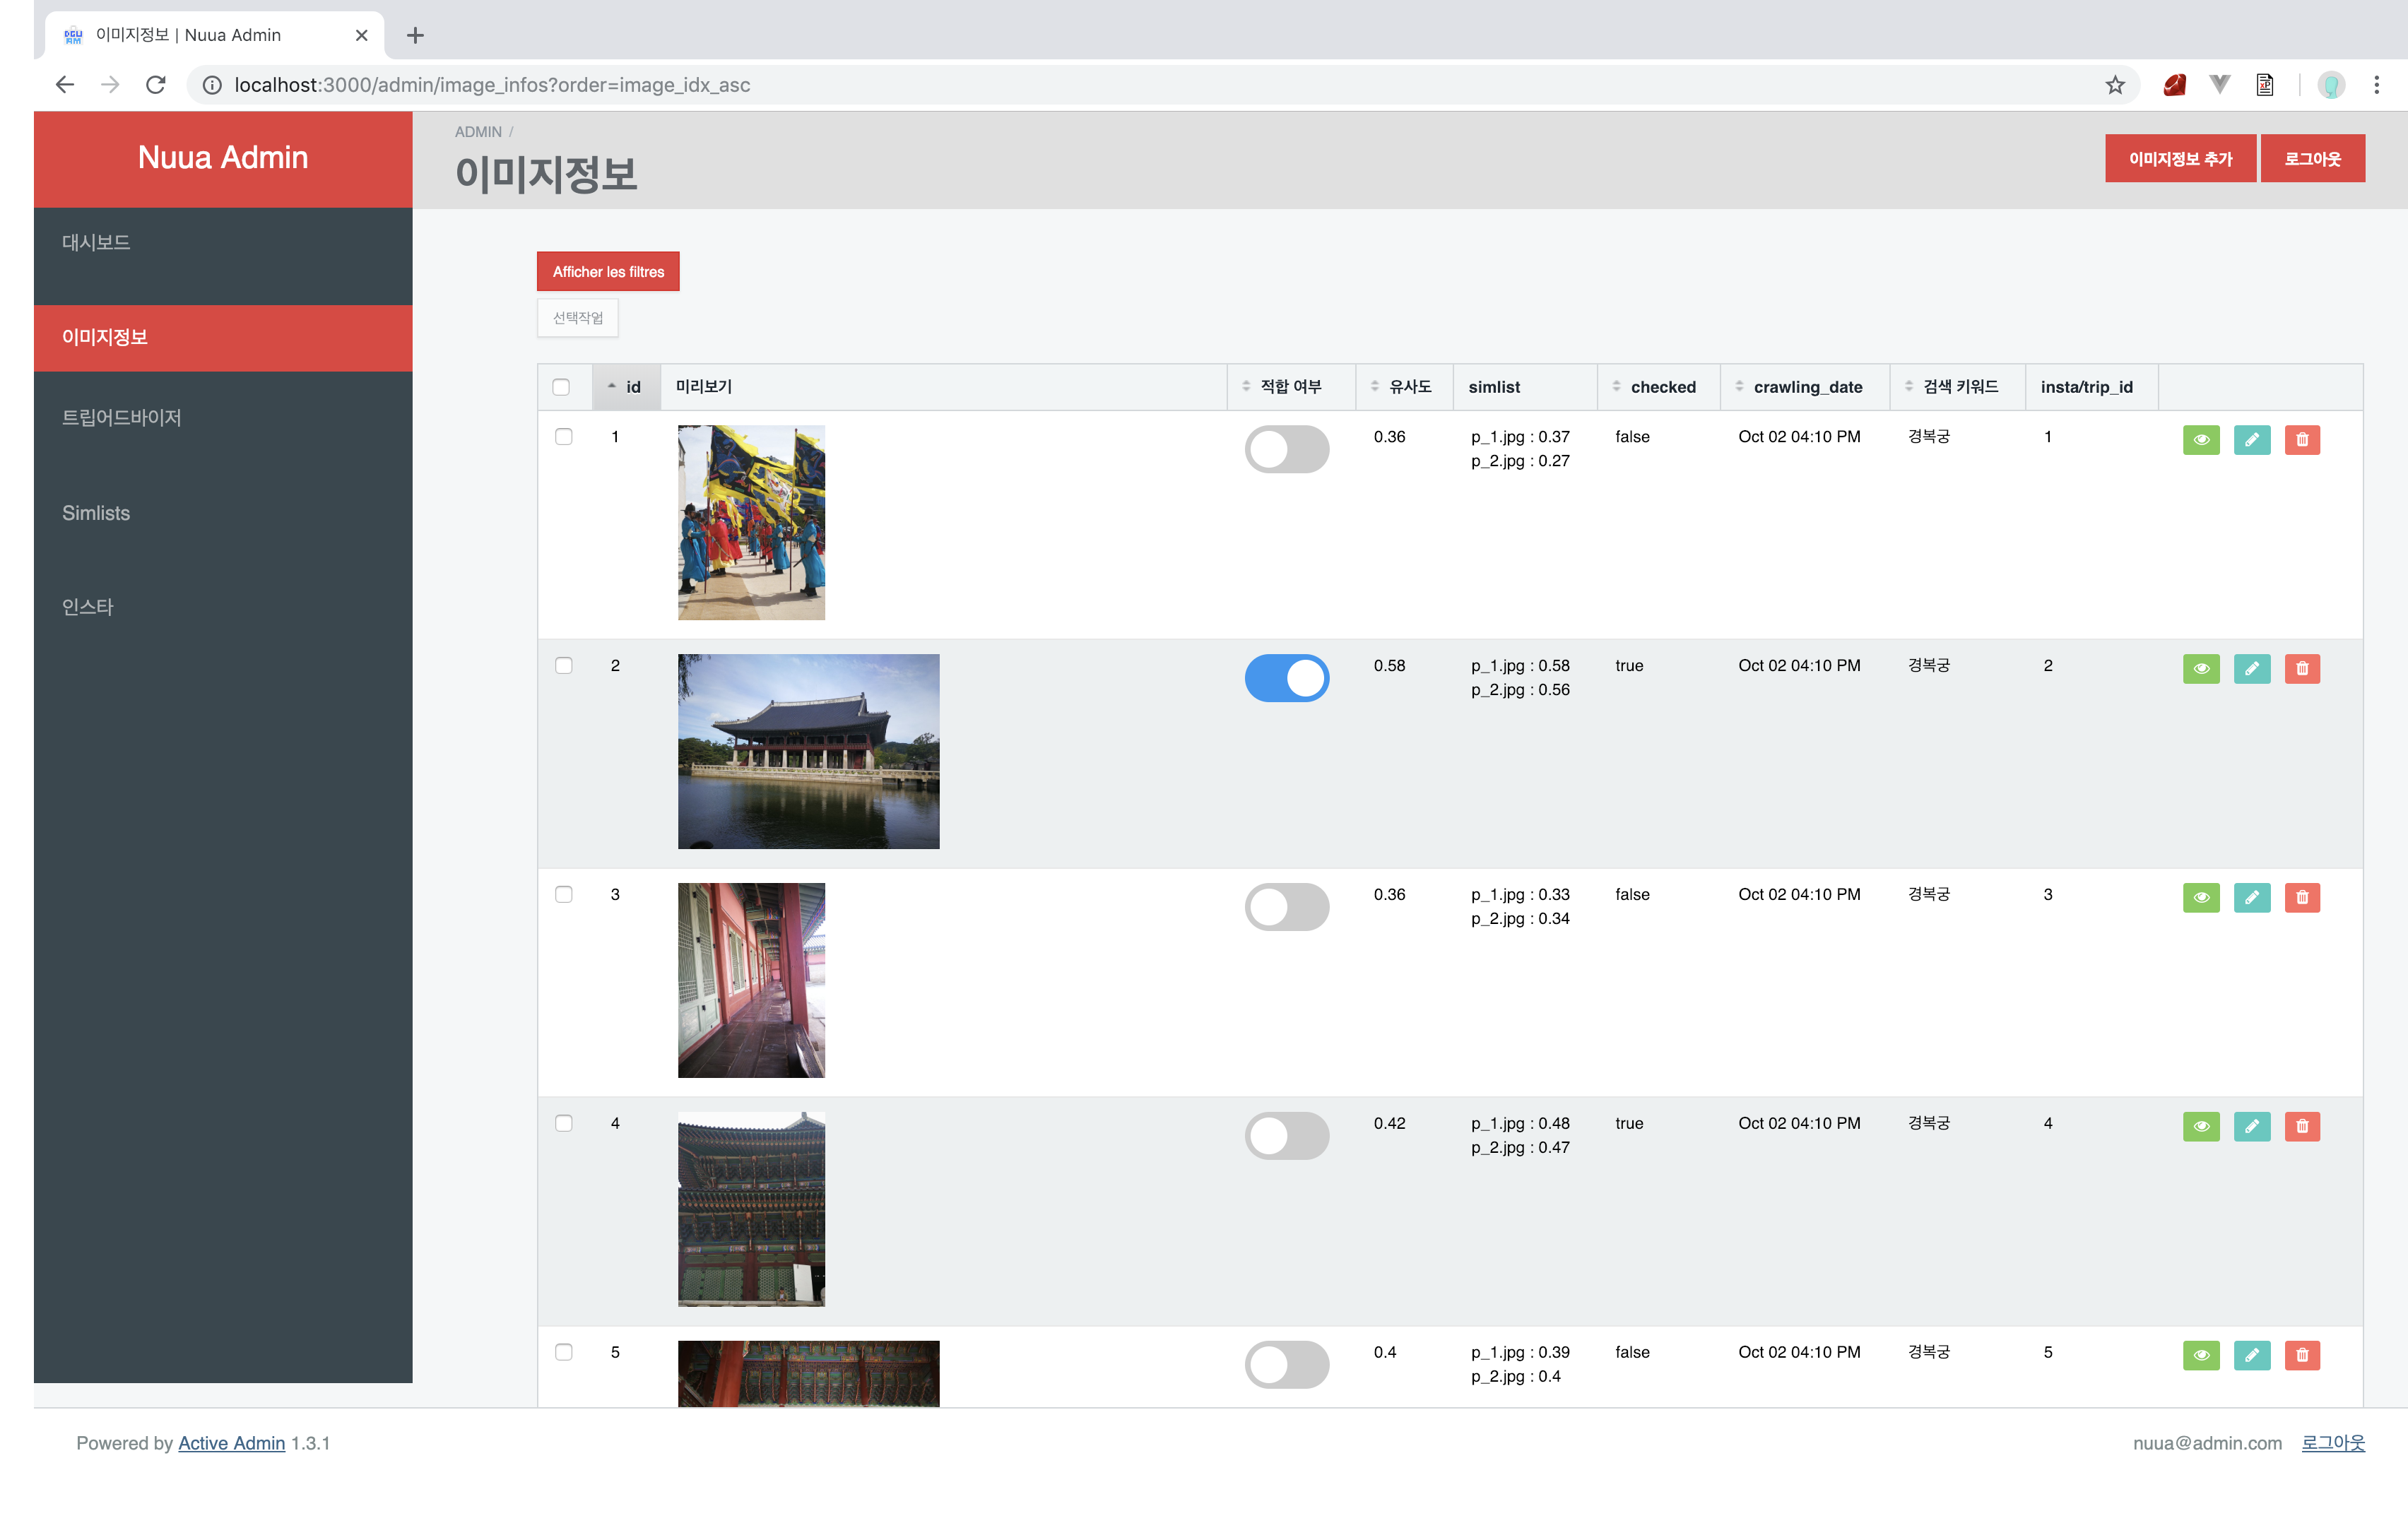 이미지정보 | Nuua Admin
localhost:3000/admin/image_infos?order=image_idx_asc
Nuua Admin
ADMIN /
이미지정보
이미지정보 추가
로그아웃
대시보드
이미지정보
트립어드바이저
Simlists
인스타
Afficher les filtres
선택작업
id 미리보기 적합 여부 유사도 simlist checked crawling_date 검색 키워드 insta/trip_id
1 0.36 p_1.jpg : 0.37 false Oct 02 04:10 PM 경복궁 1
p_2.jpg : 0.27
2 0.58 p_1.jpg : 0.58 true Oct 02 04:10 PM 경복궁 2
p_2.jpg : 0.56
3 0.36 p_1.jpg : 0.33 false Oct 02 04:10 PM 경복궁 3
p_2.jpg : 0.34
4 0.42 p_1.jpg : 0.48 true Oct 02 04:10 PM 경복궁 4
p_2.jpg : 0.47
5 0.4 p_1.jpg : 0.39 false Oct 02 04:10 PM 경복궁 5
p_2.jpg : 0.4
Powered by Active Admin 1.3.1
nuua@admin.com 로그아웃